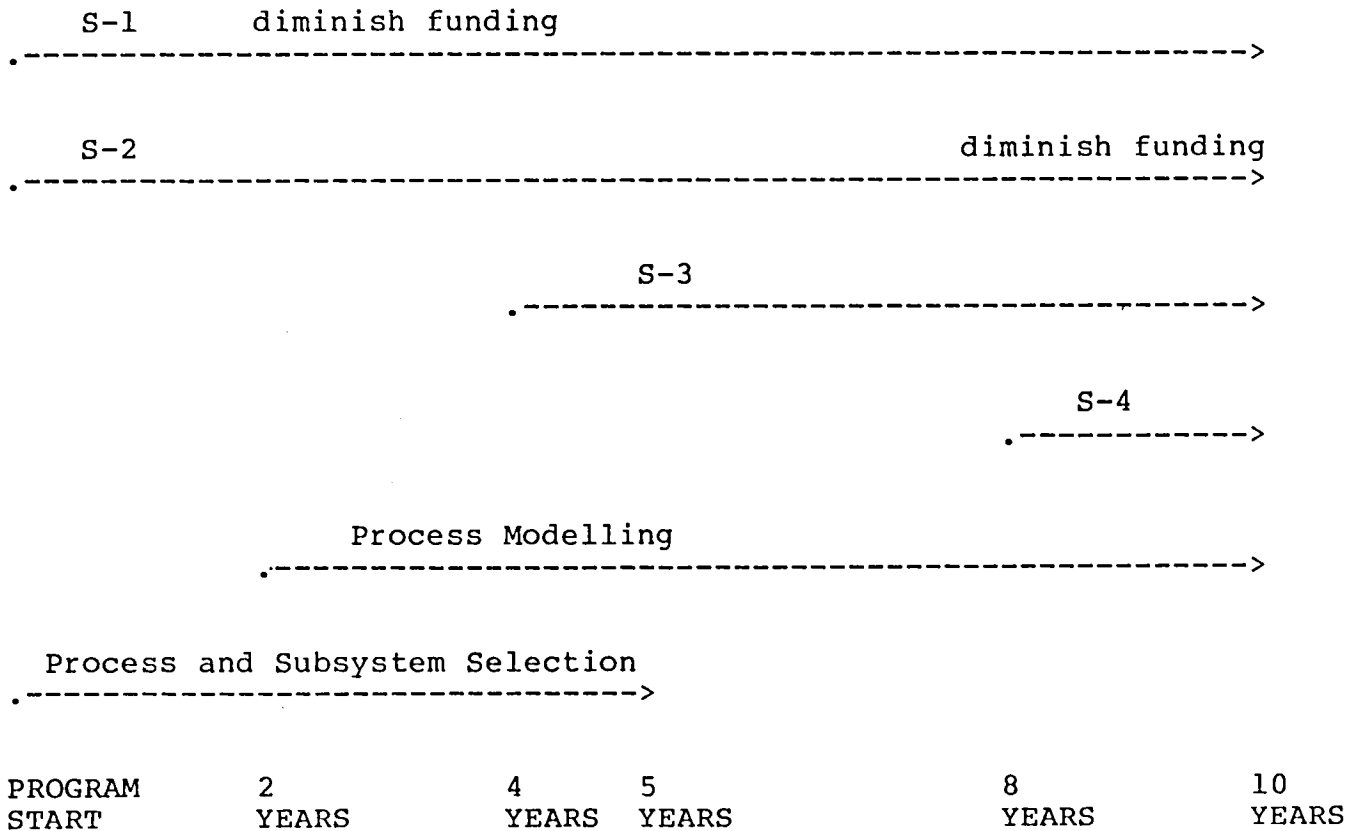 S-1 diminish funding
.----------------------------------------------------------------->
S-2 diminish funding
.----------------------------------------------------------------->
S-3
.--------------------------------------->
S-4
.------------>
Process Modelling
.---------------------------------------------------->
Process and Subsystem Selection
.--------------------------------->
PROGRAM 2 4 5 8 10
START YEARS YEARS YEARS YEARS YEARS